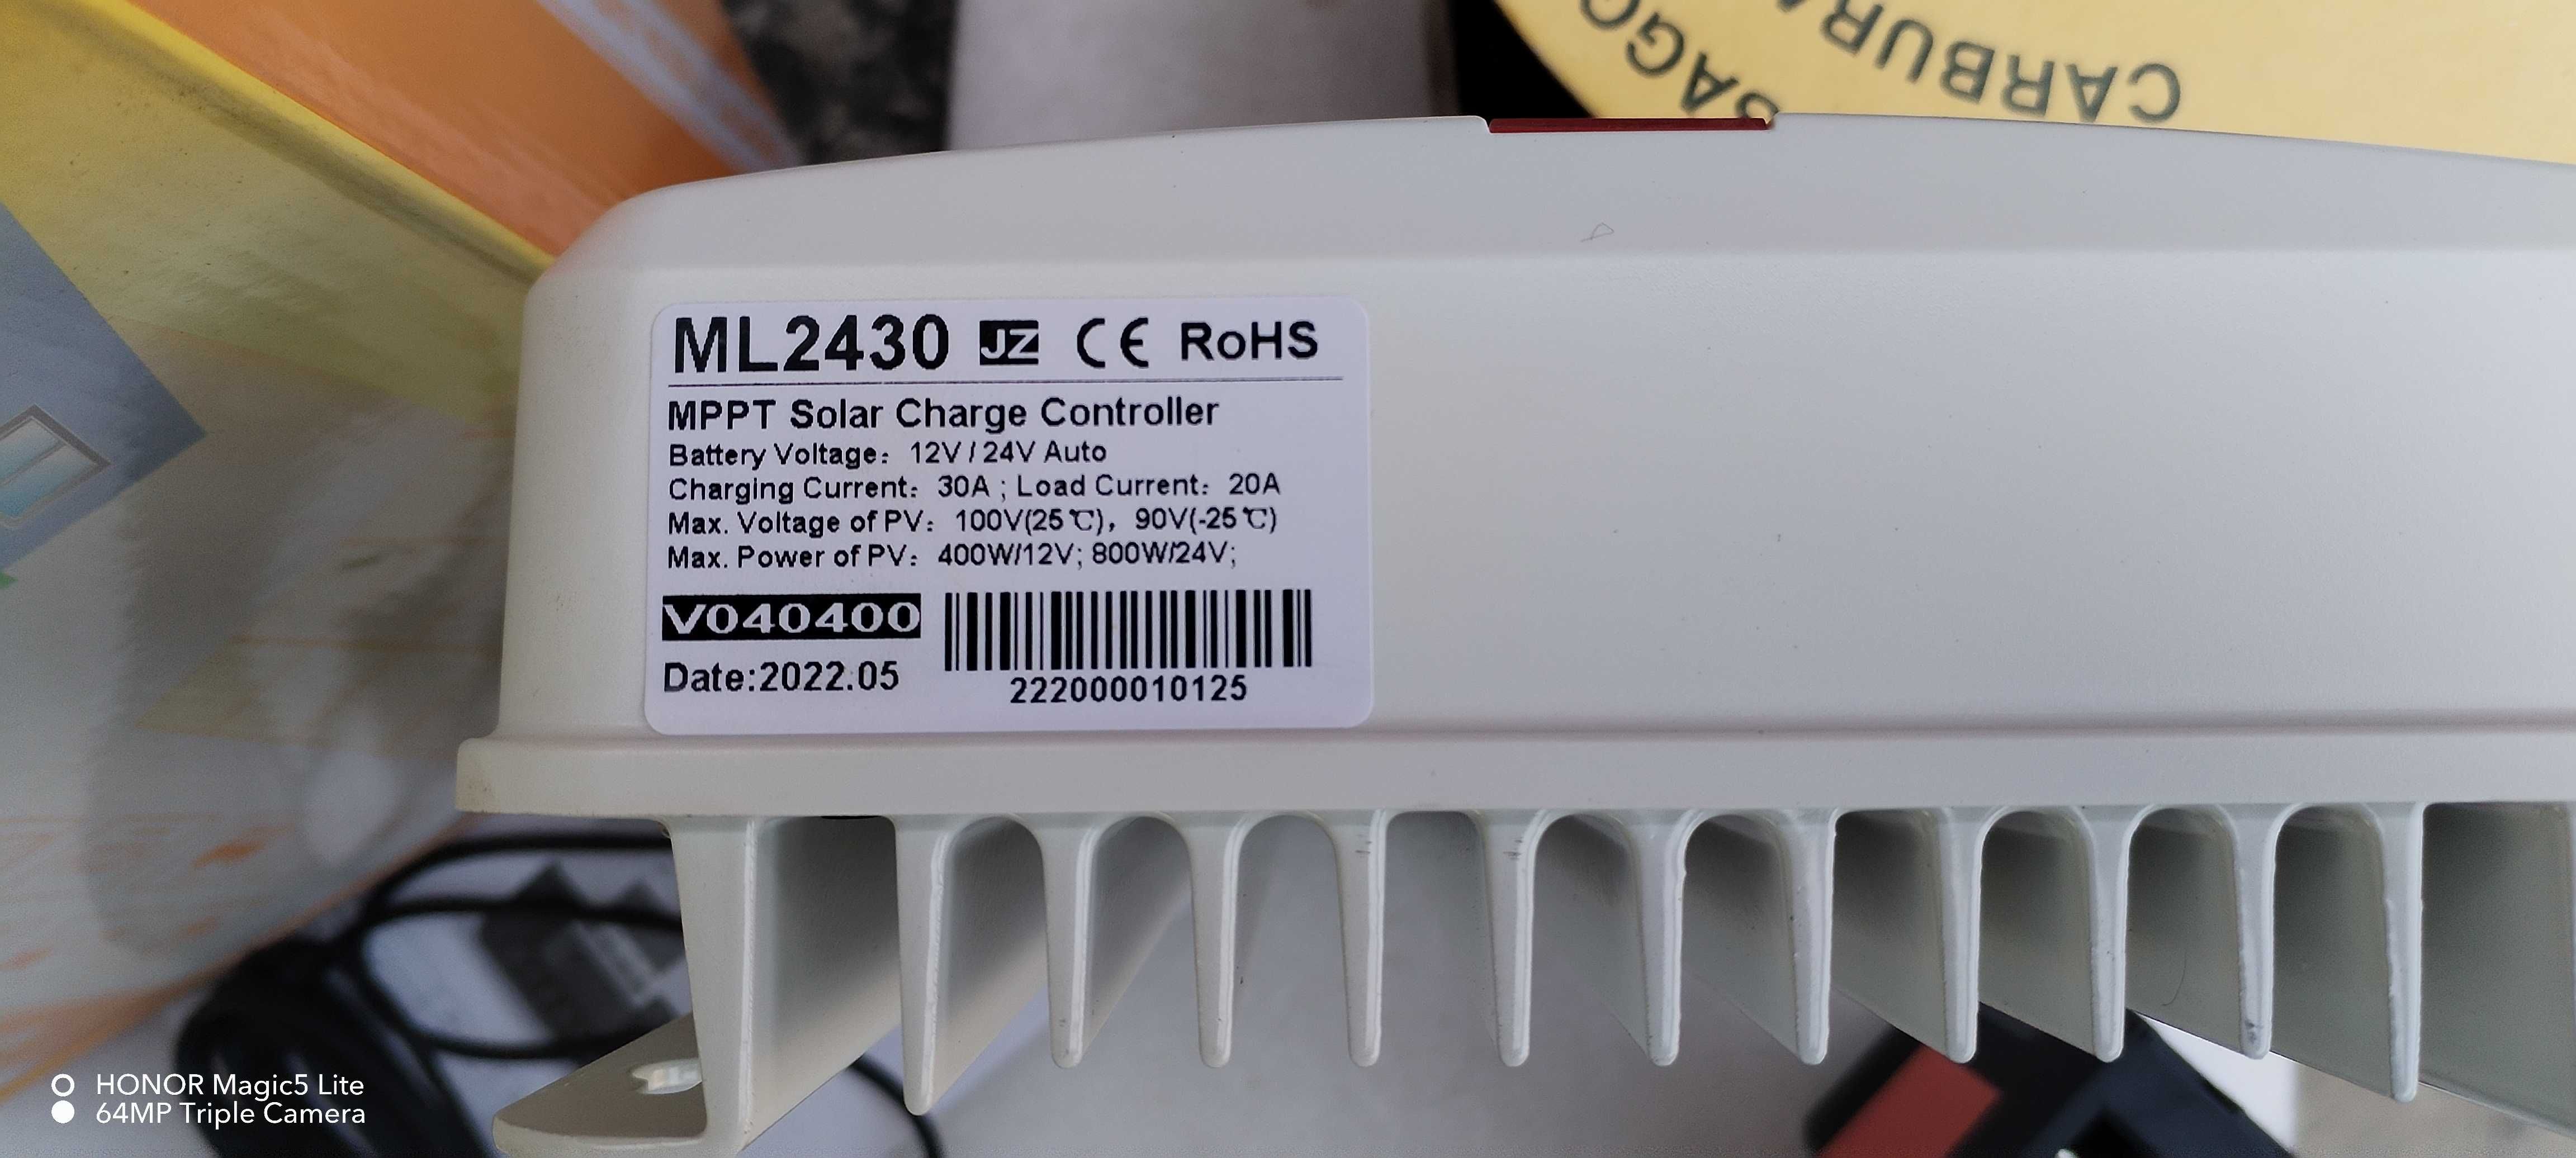 CARBURA
BAGO
ML2430 JZ CE RoHS
MPPT Solar Charge Controller
Battery Voltage: 12V / 24V Auto
Charging Current: 30A ; Load Current: 20A
Max. Voltage of PV: 100V(25℃), 90V(-25℃)
Max. Power of PV: 400W/12V; 800W/24V;
V040400
Date:2022.05
222000010125
HONOR Magic5 Lite
64MP Triple Camera